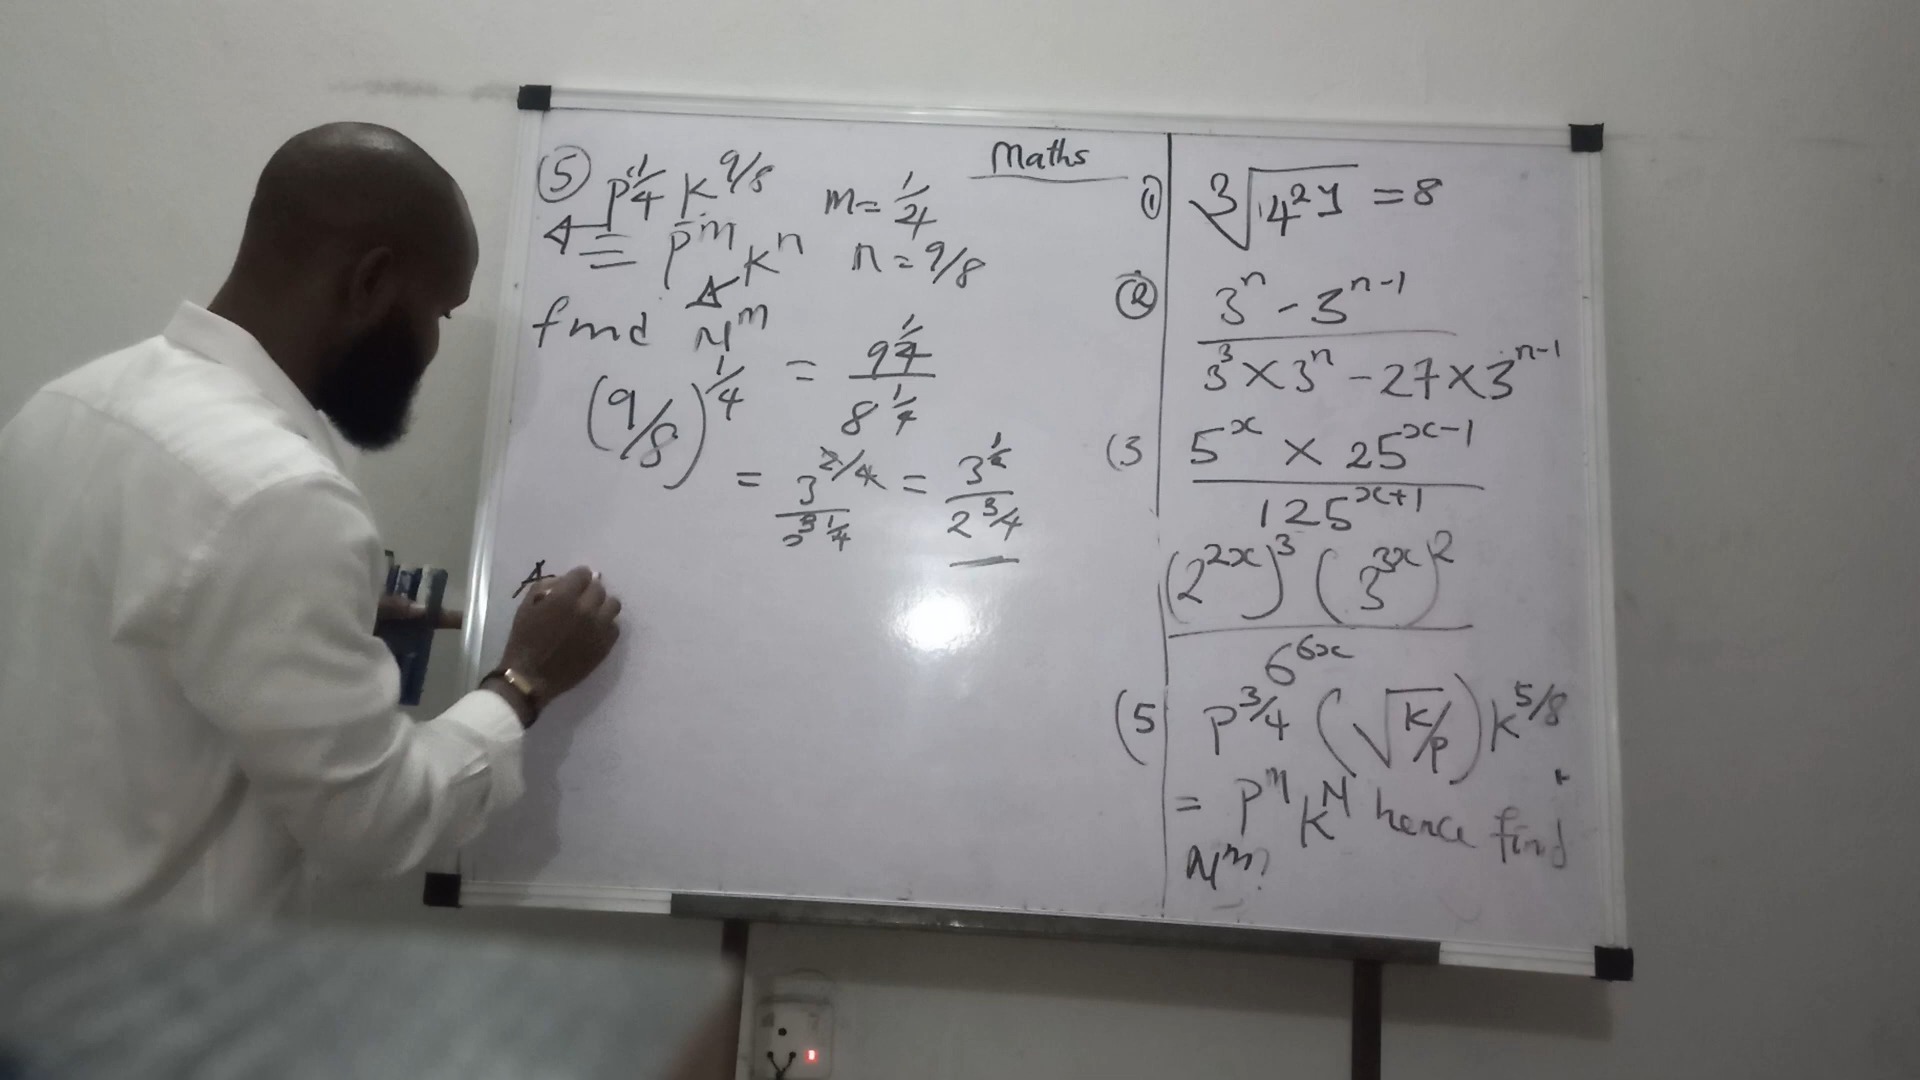 Maths
⑤ P^1/4 K^9/8 m = 1/4
≡ P^m K^n n = 9/8
find N^m
(9/8)^1/4 = 9^1/4 / 8^1/4
= 3^2/4 / 2^3·1/4 = 3^1/2 / 2^3/4
① ∛(4^2y) = 8
② 3^n - 3^n-1
3^3 × 3^n - 27 × 3^n-1
(3 5^x × 25^x-1
125^x+1
(2^2x)^3 (3^3x)^2
6^6x
(5 P^3/4 (√K/P) K^5/8
= P^m K^N hence find
N^m?